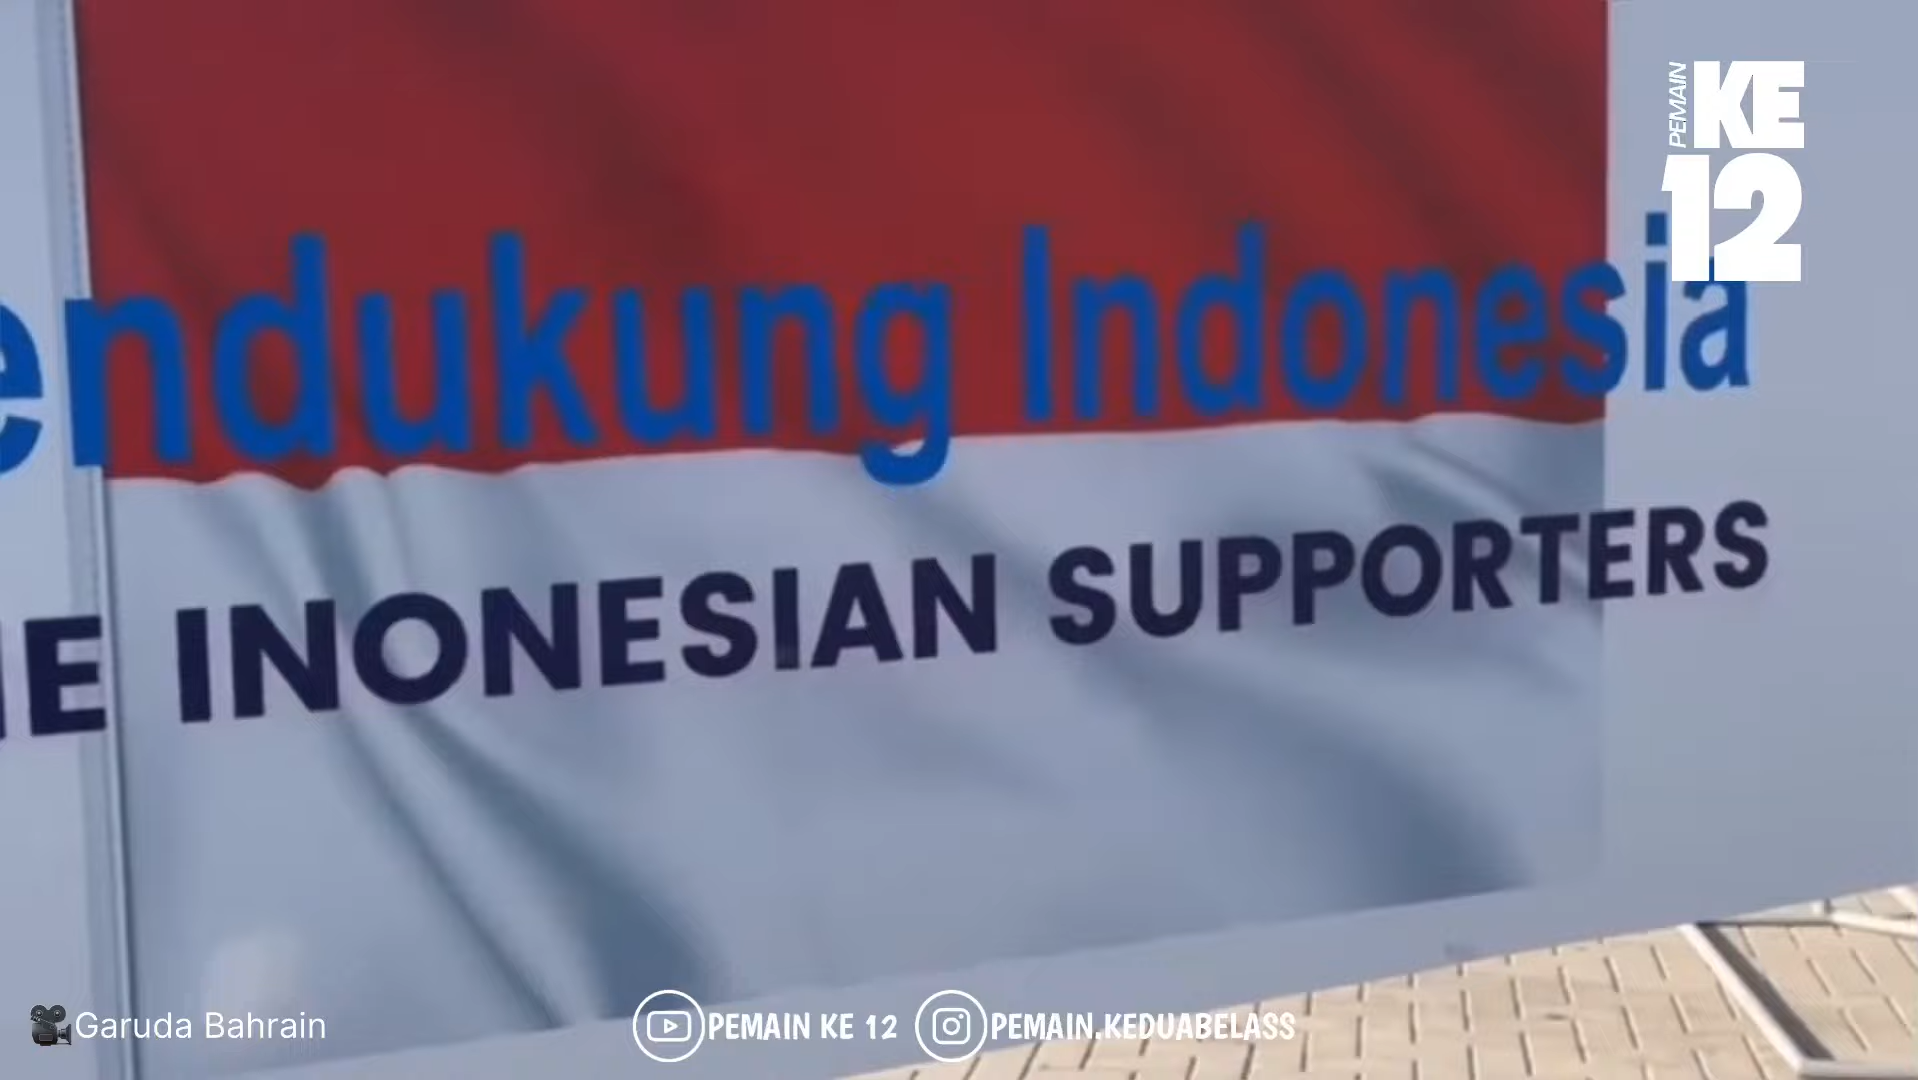 PEMAIN
KE
12
endukung Indonesia
E INONESIAN SUPPORTERS
Garuda Bahrain
PEMAIN KE 12
PEMAIN.KEDUABELASS